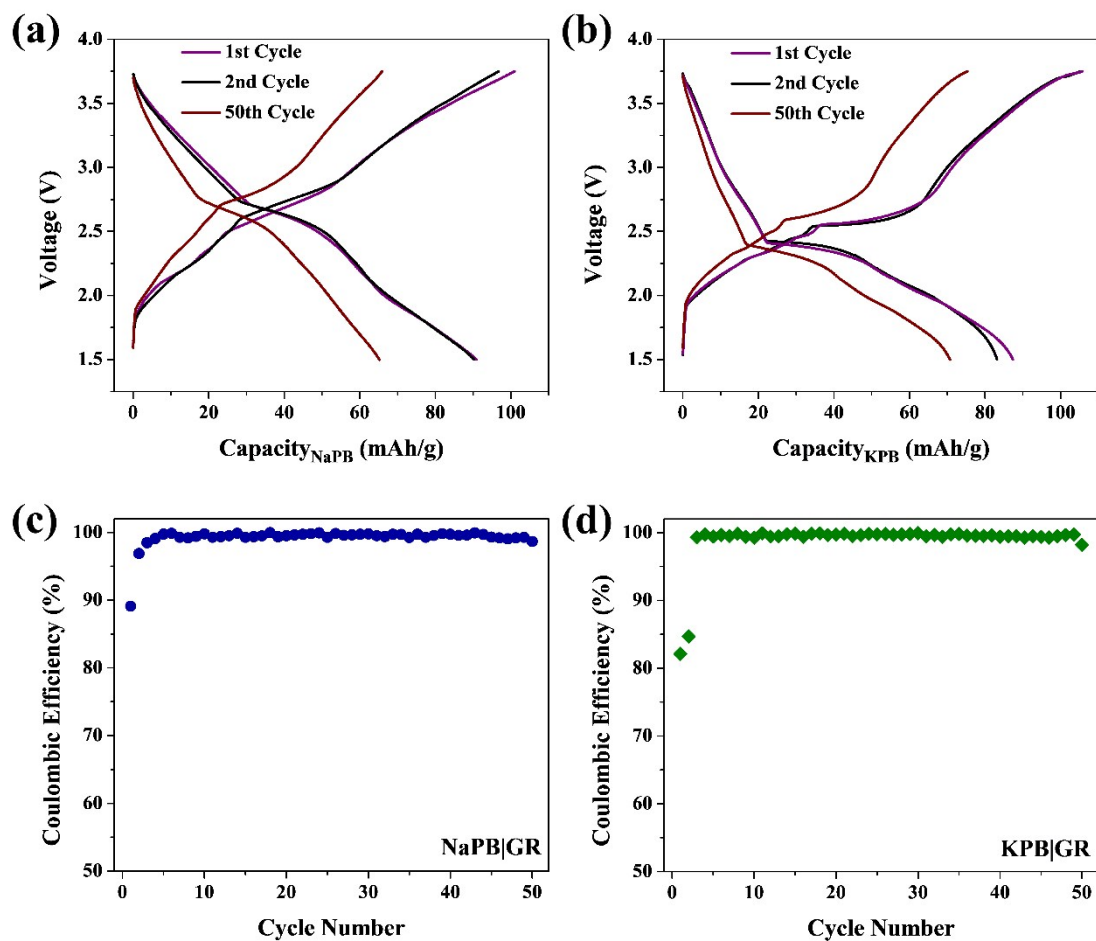 (a)
4.0
3.5
3.0
2.5
2.0
1.5
Voltage (V)
1st Cycle
2nd Cycle
50th Cycle
0 20 40 60 80 100
Capacity_NaPB (mAh/g)
(b)
4.0
3.5
3.0
2.5
2.0
1.5
Voltage (V)
1st Cycle
2nd Cycle
50th Cycle
0 20 40 60 80 100
Capacity_KPB (mAh/g)
(c)
100
90
80
70
60
50
Coulombic Efficiency (%)
NaPB|GR
0 10 20 30 40 50
Cycle Number
(d)
100
90
80
70
60
50
Coulombic Efficiency (%)
KPB|GR
0 10 20 30 40 50
Cycle Number